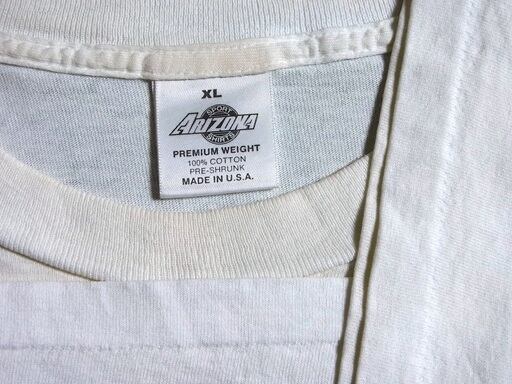 XL
SPORT
ARIZONA
SHIRTS
PREMIUM WEIGHT
100% COTTON
PRE-SHRUNK
MADE IN U.S.A.